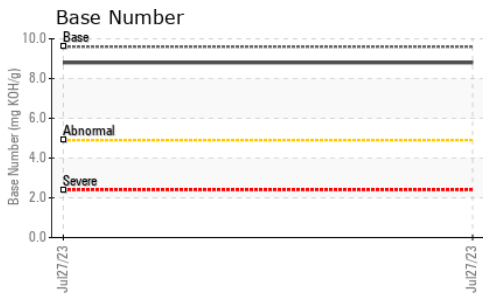 Base Number
Base Number (mg KOH/g)
10.0
8.0
6.0
4.0
2.0
0.0
Base
Abnormal
Severe
Jul27/23
Jul27/23